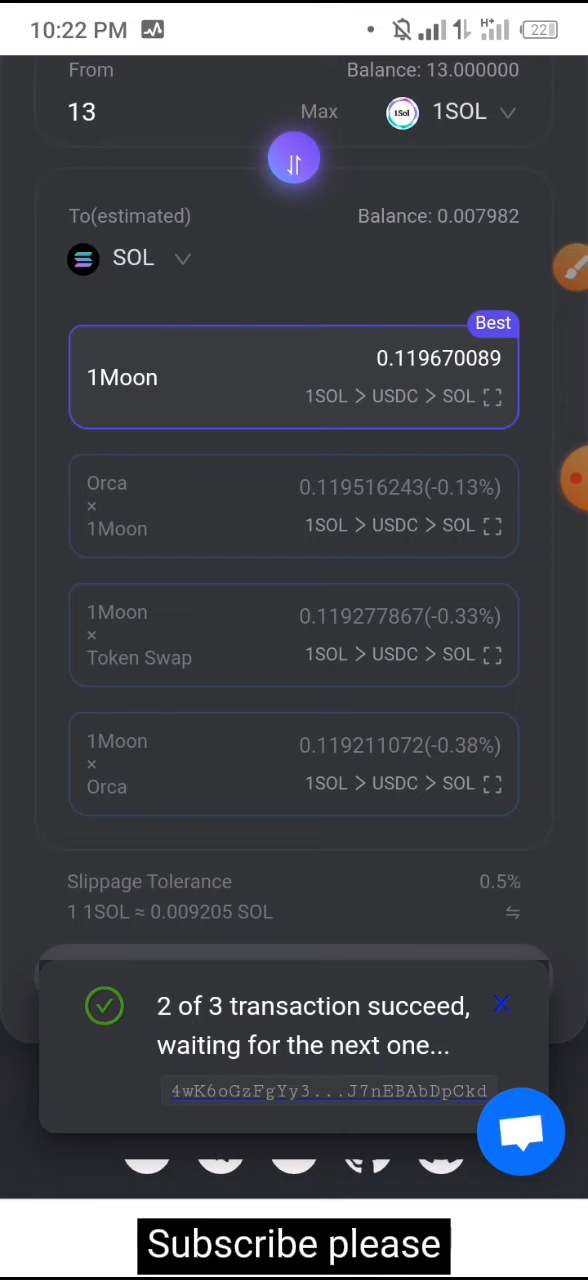 10:22 PM
H+
22
From
Balance: 13.000000
13
Max
1Sol
1SOL
To(estimated)
Balance: 0.007982
SOL
Best
1Moon
0.119670089
1SOL > USDC > SOL
Orca
×
1Moon
0.119516243(-0.13%)
1SOL > USDC > SOL
1Moon
×
Token Swap
0.119277867(-0.33%)
1SOL > USDC > SOL
1Moon
×
Orca
0.119211072(-0.38%)
1SOL > USDC > SOL
Slippage Tolerance
0.5%
1 1SOL ≈ 0.009205 SOL
2 of 3 transaction succeed,
waiting for the next one...
4wK6oGzFgYy3...J7nEBAbDpCkd
Subscribe please